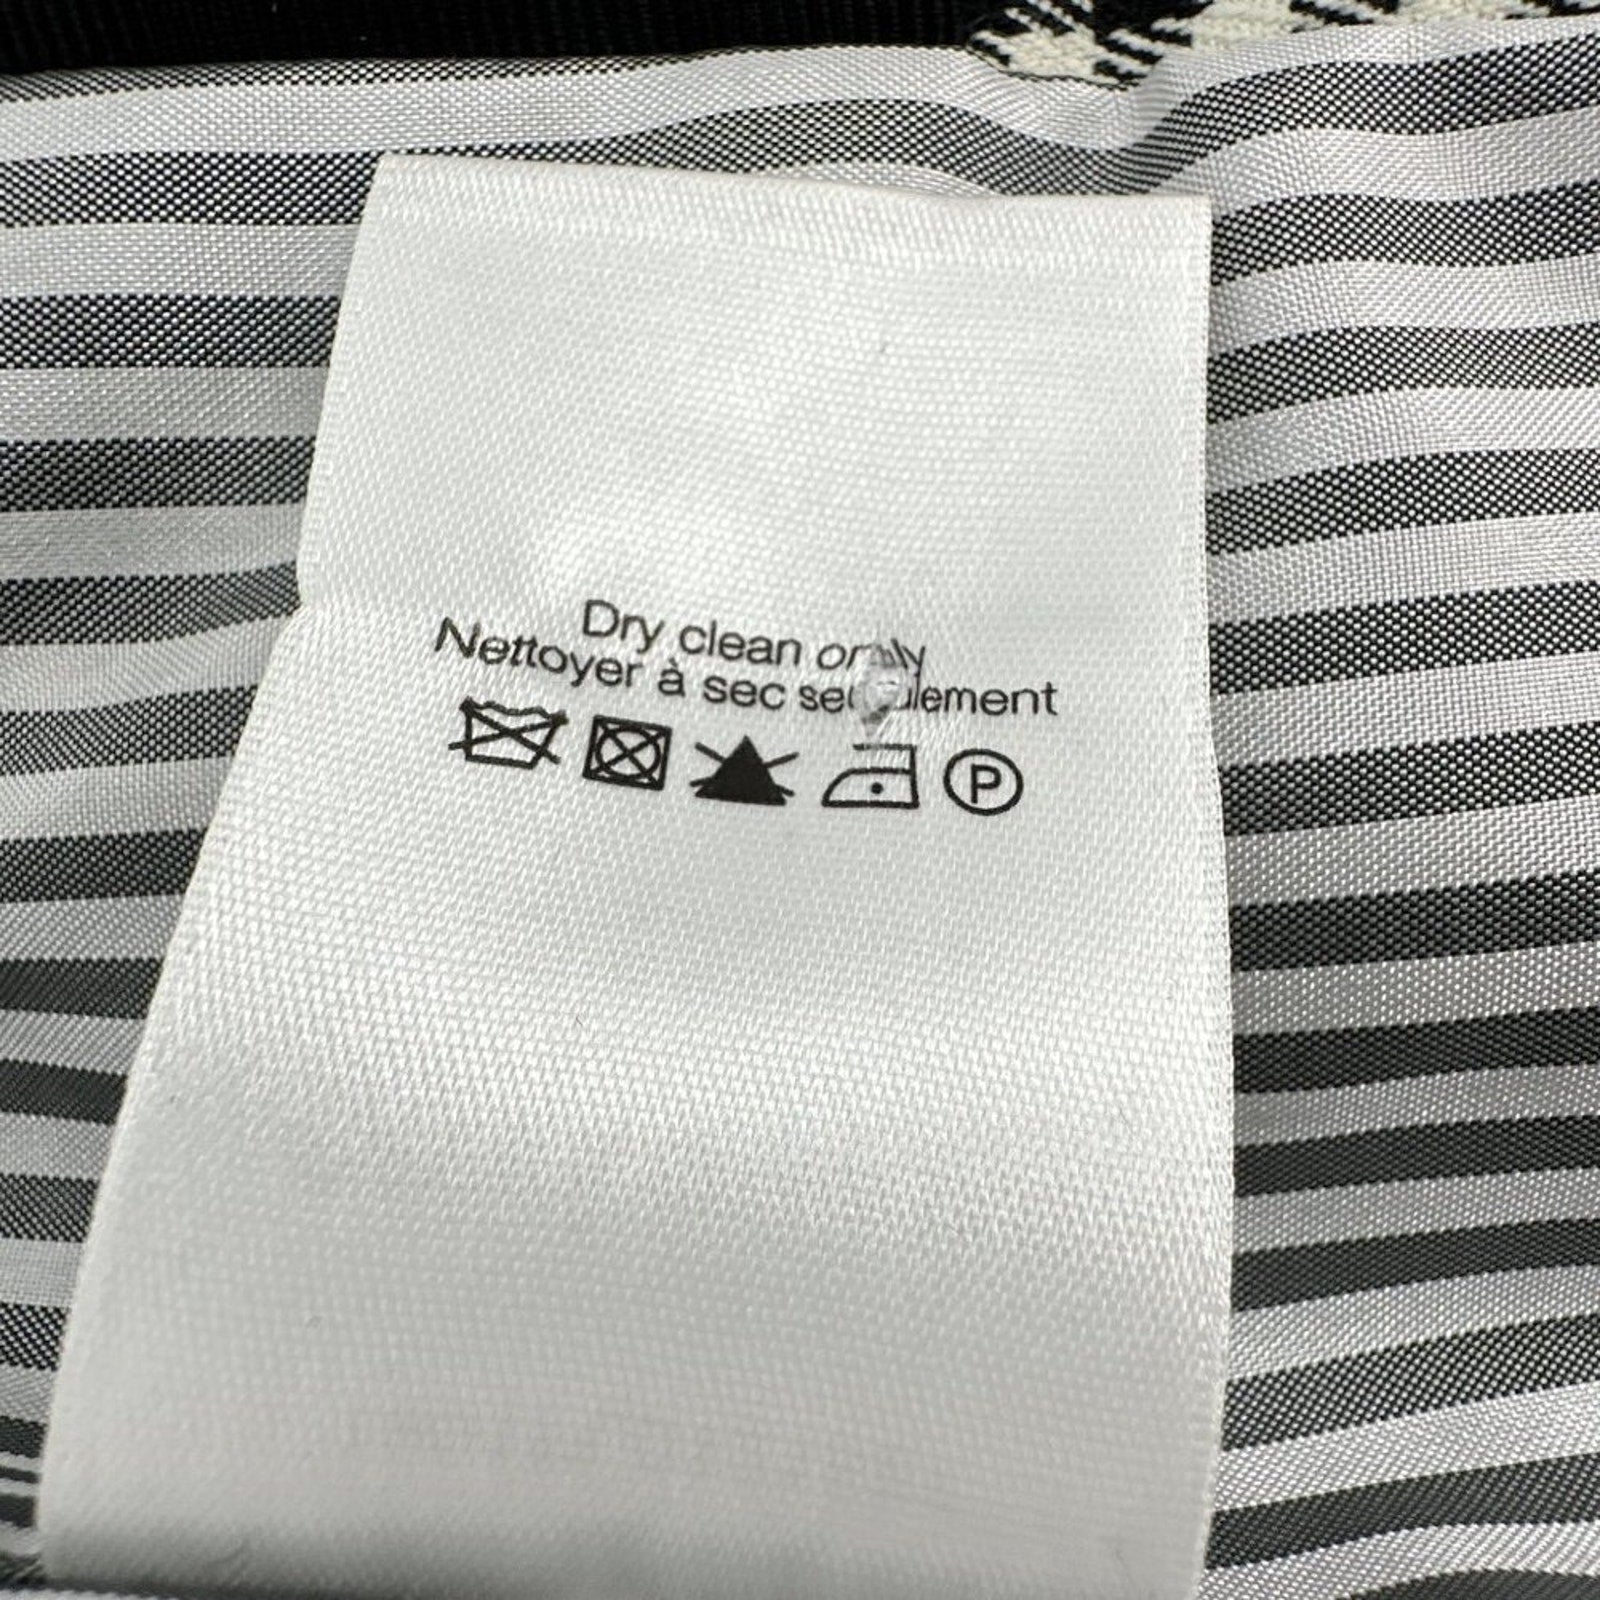 Dry clean only
Nettoyer à sec seulement
P